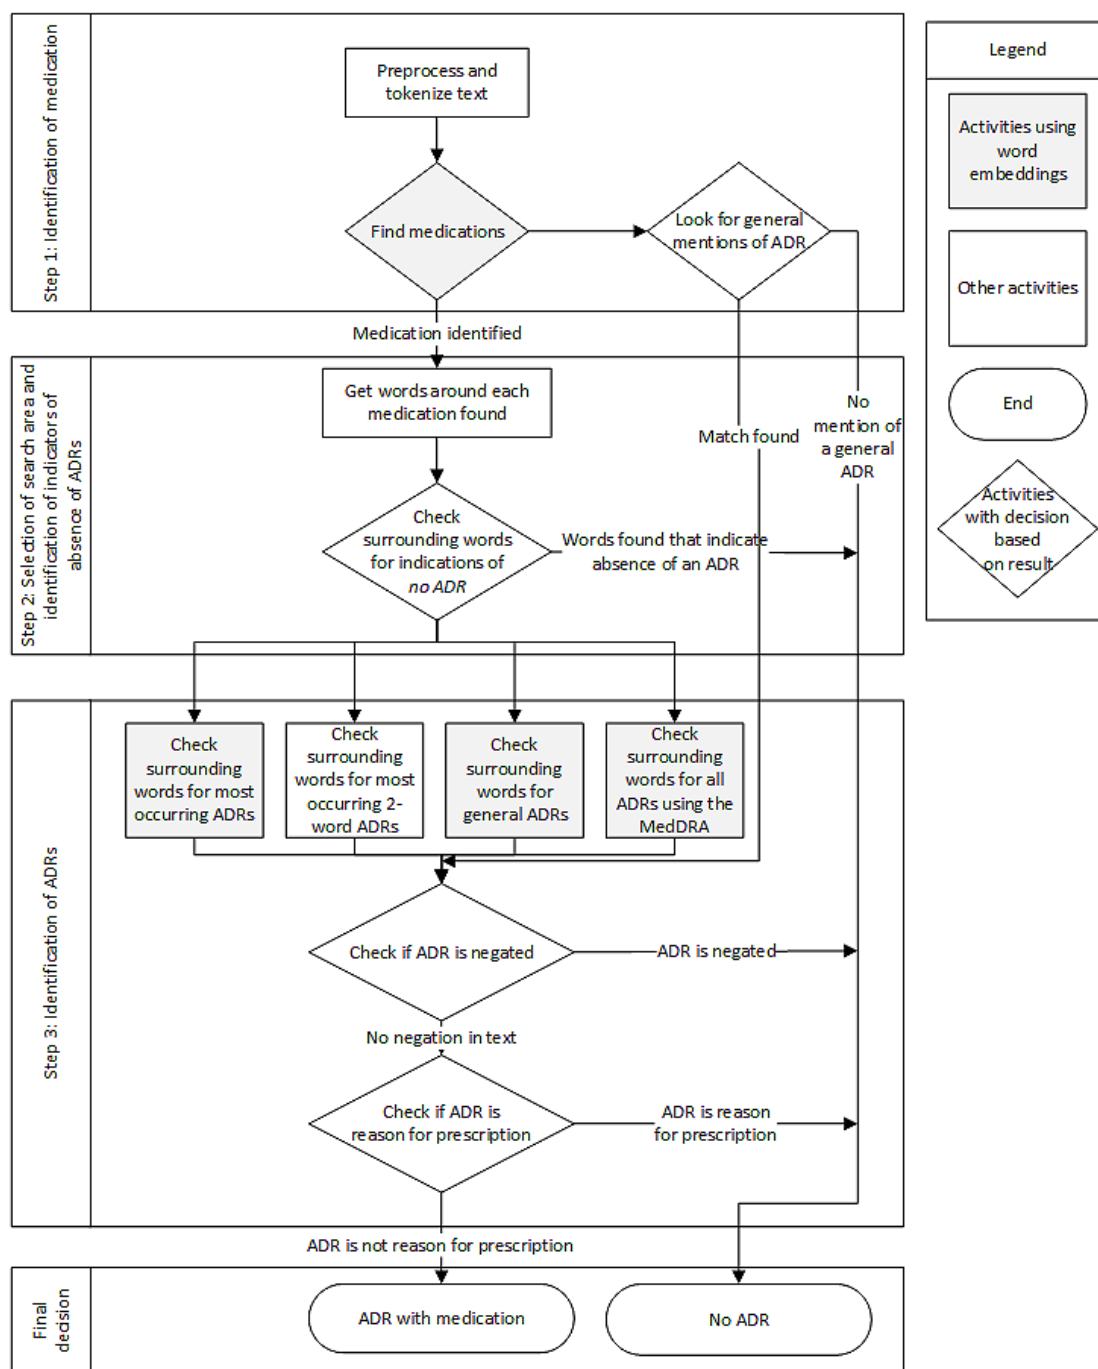 Step 1: Identification of medication
Preprocess and
tokenize text
Find medications
Look for general
mentions of ADR
Medication identified
Step 2: Selection of search area and
identification of indicators of
absence of ADRs
Get words around each
medication found
Match found
No
mention of
a general
ADR
Check
surrounding words
for indications of
no ADR
Words found that indicate
absence of an ADR
Step 3: Identification of ADRs
Check
surrounding
words for most
occurring ADRs
Check
surrounding
words for most
occurring 2-
word ADRs
Check
surrounding
words for
general ADRs
Check
surrounding
words for all
ADRs using the
MedDRA
Check if ADR is negated
ADR is negated
No negation in text
Check if ADR is
reason for prescription
ADR is reason
for prescription
ADR is not reason for prescription
Final
decision
ADR with medication
No ADR
Legend
Activities using
word
embeddings
Other activities
End
Activities
with decision
based
on result